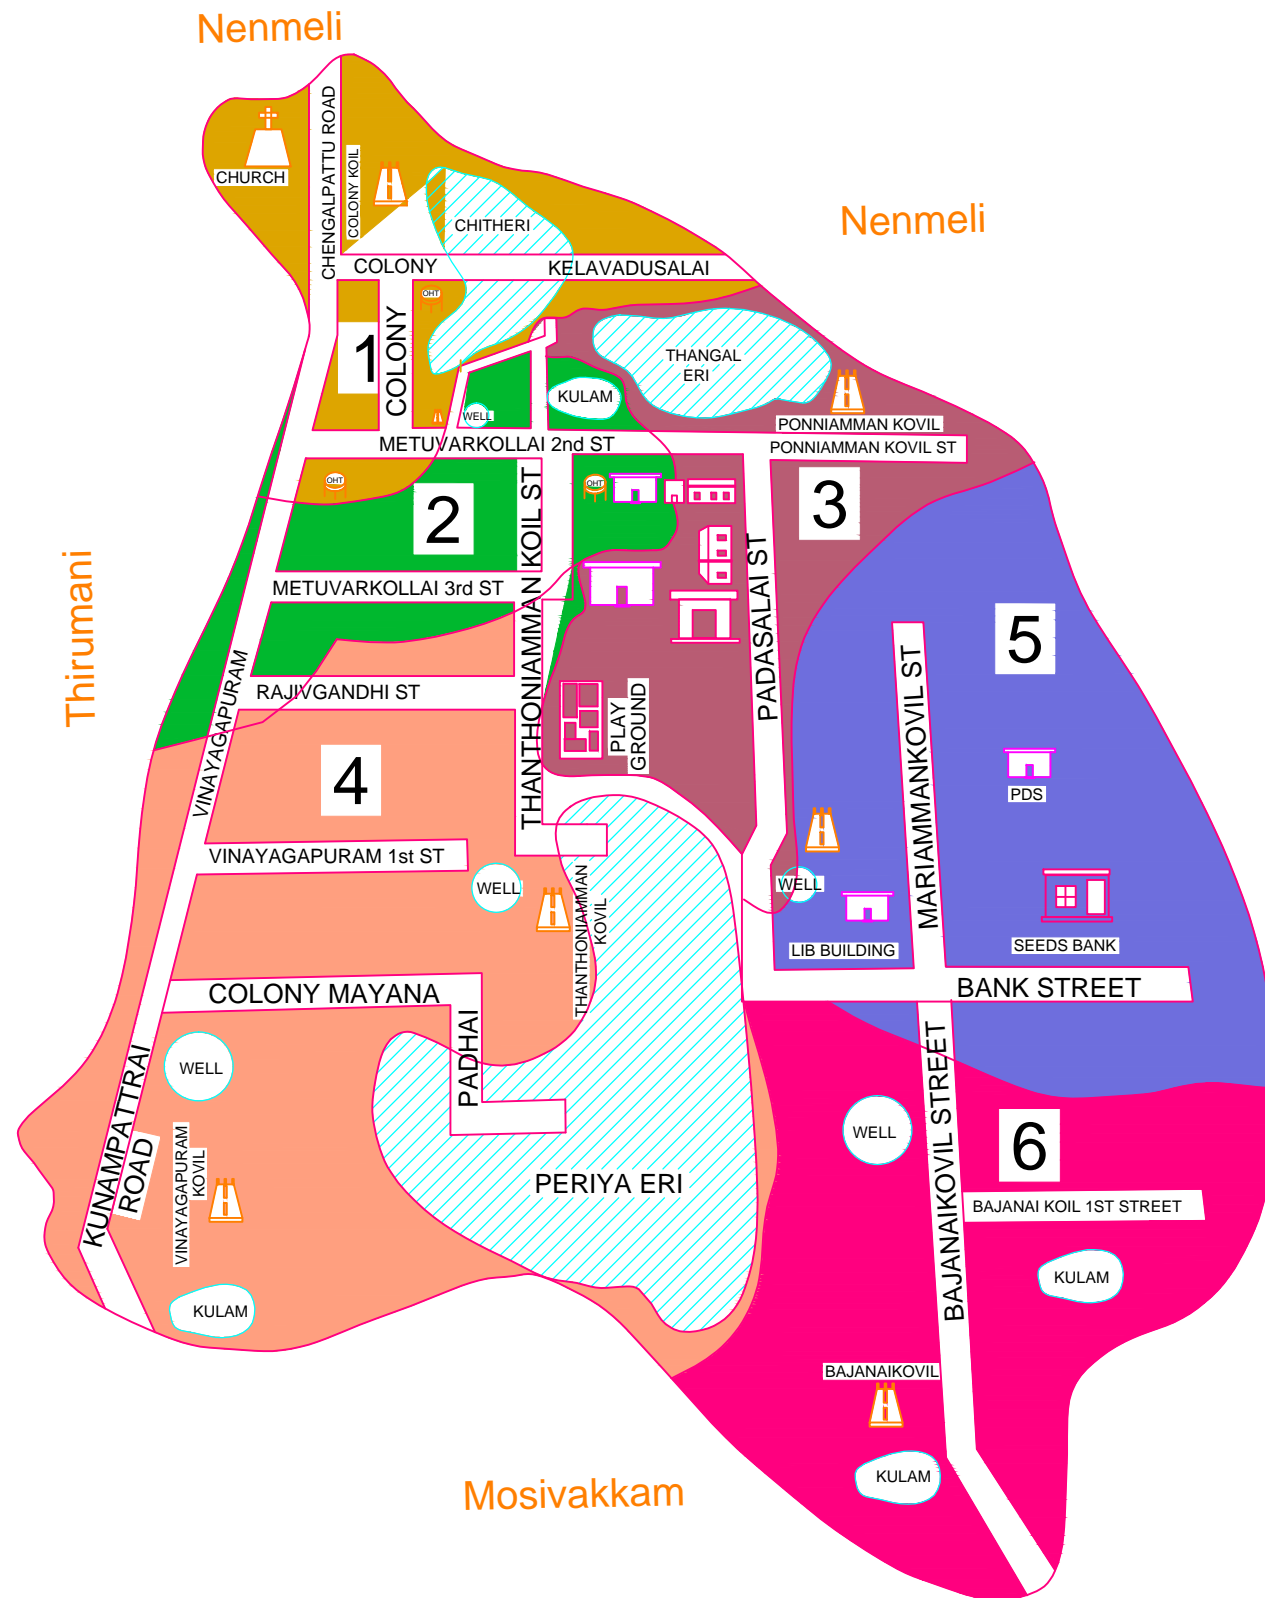 Nenmeli
CHURCH
CHENGALPATTU ROAD
COLONY KOIL
CHITHERI
Nenmeli
COLONY
KELAVADUSALAI
OHT
1
COLONY
THANGAL
ERI
KULAM
WELL
PONNIAMMAN KOVIL
METUVARKOLLAI 2nd ST
PONNIAMMAN KOVIL ST
OHT
OHT
2
3
THANTHONIAMMAN KOIL ST
PADASALAI ST
Thirumani
METUVARKOLLAI 3rd ST
5
VINAYAGAPURAM
RAJIVGANDHI ST
PLAY
GROUND
MARIAMMANKOVIL ST
4
PDS
VINAYAGAPURAM 1st ST
WELL
WELL
THANTHONIAMMAN
KOVIL
LIB BUILDING
SEEDS BANK
COLONY MAYANA
BANK STREET
PADHAI
WELL
KUNAMPATTRAI
ROAD
BAJANAIKOVIL STREET
WELL
6
VINAYAGAPURAM
KOVIL
PERIYA ERI
BAJANAI KOIL 1ST STREET
KULAM
KULAM
BAJANAIKOVIL
KULAM
Mosivakkam